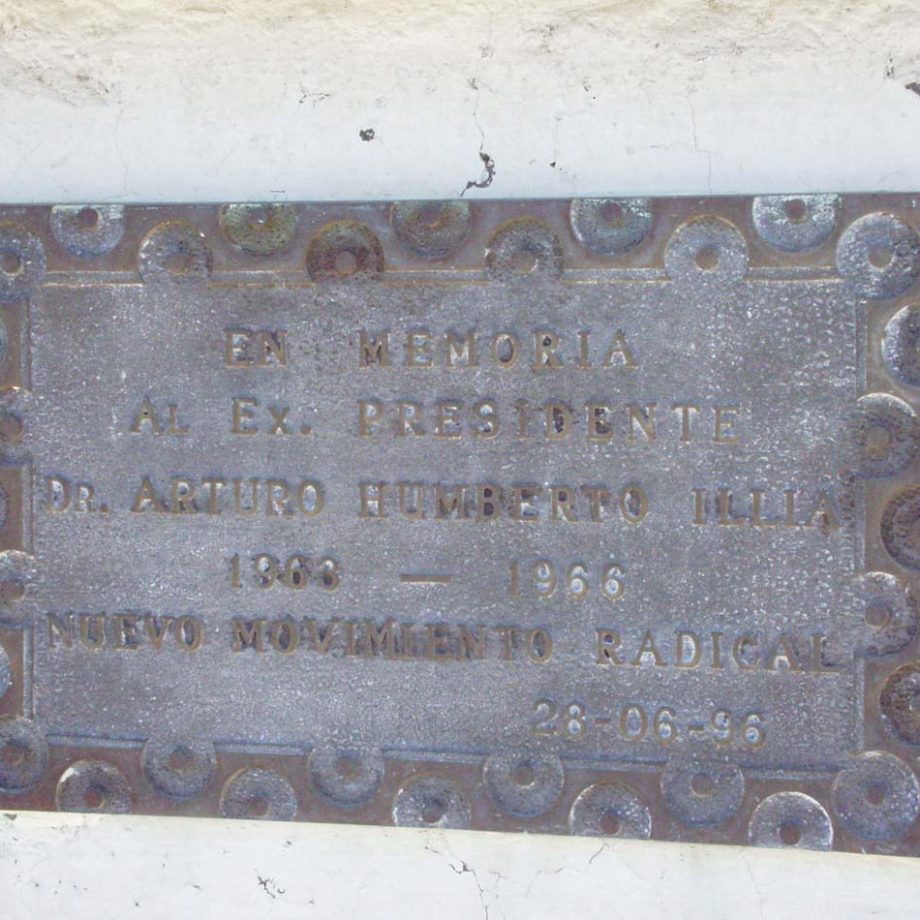 EN MEMORIA
AL EX. PRESIDENTE
DR. ARTURO HUMBERTO ILLIA
1963 — 1966
NUEVO MOVIMIENTO RADICAL
28-06-96